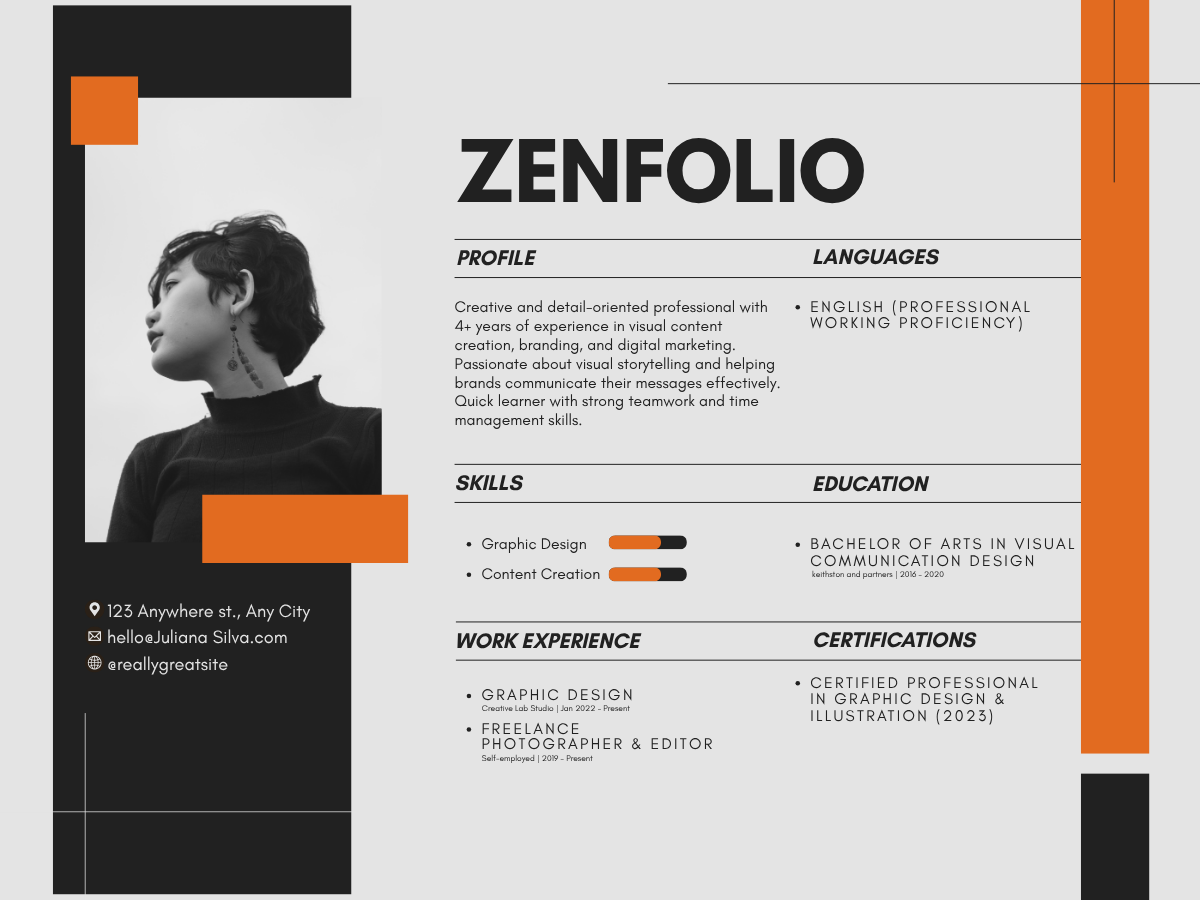 ZENFOLIO
PROFILE
Creative and detail-oriented professional with
4+ years of experience in visual content
creation, branding, and digital marketing.
Passionate about visual storytelling and helping
brands communicate their messages effectively.
Quick learner with strong teamwork and time
management skills.
LANGUAGES
• ENGLISH (PROFESSIONAL
WORKING PROFICIENCY)
SKILLS
• Graphic Design
• Content Creation
EDUCATION
• BACHELOR OF ARTS IN VISUAL
COMMUNICATION DESIGN
keithston and partners | 2016 - 2020
WORK EXPERIENCE
• GRAPHIC DESIGN
Creative Lab Studio | Jan 2022 - Present
• FREELANCE
PHOTOGRAPHER & EDITOR
Self-employed | 2019 - Present
CERTIFICATIONS
• CERTIFIED PROFESSIONAL
IN GRAPHIC DESIGN &
ILLUSTRATION (2023)
123 Anywhere st., Any City
hello@Juliana Silva.com
@reallygreatsite